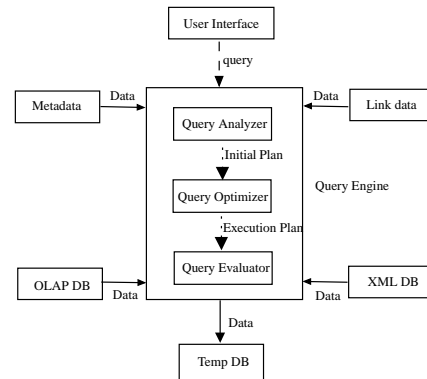 User Interface
query
Data
Data
Metadata
Link data
Query Analyzer
Initial Plan
Query Engine
Query Optimizer
Execution Plan
Query Evaluator
OLAP DB
XML DB
Data
Data
Data
Temp DB